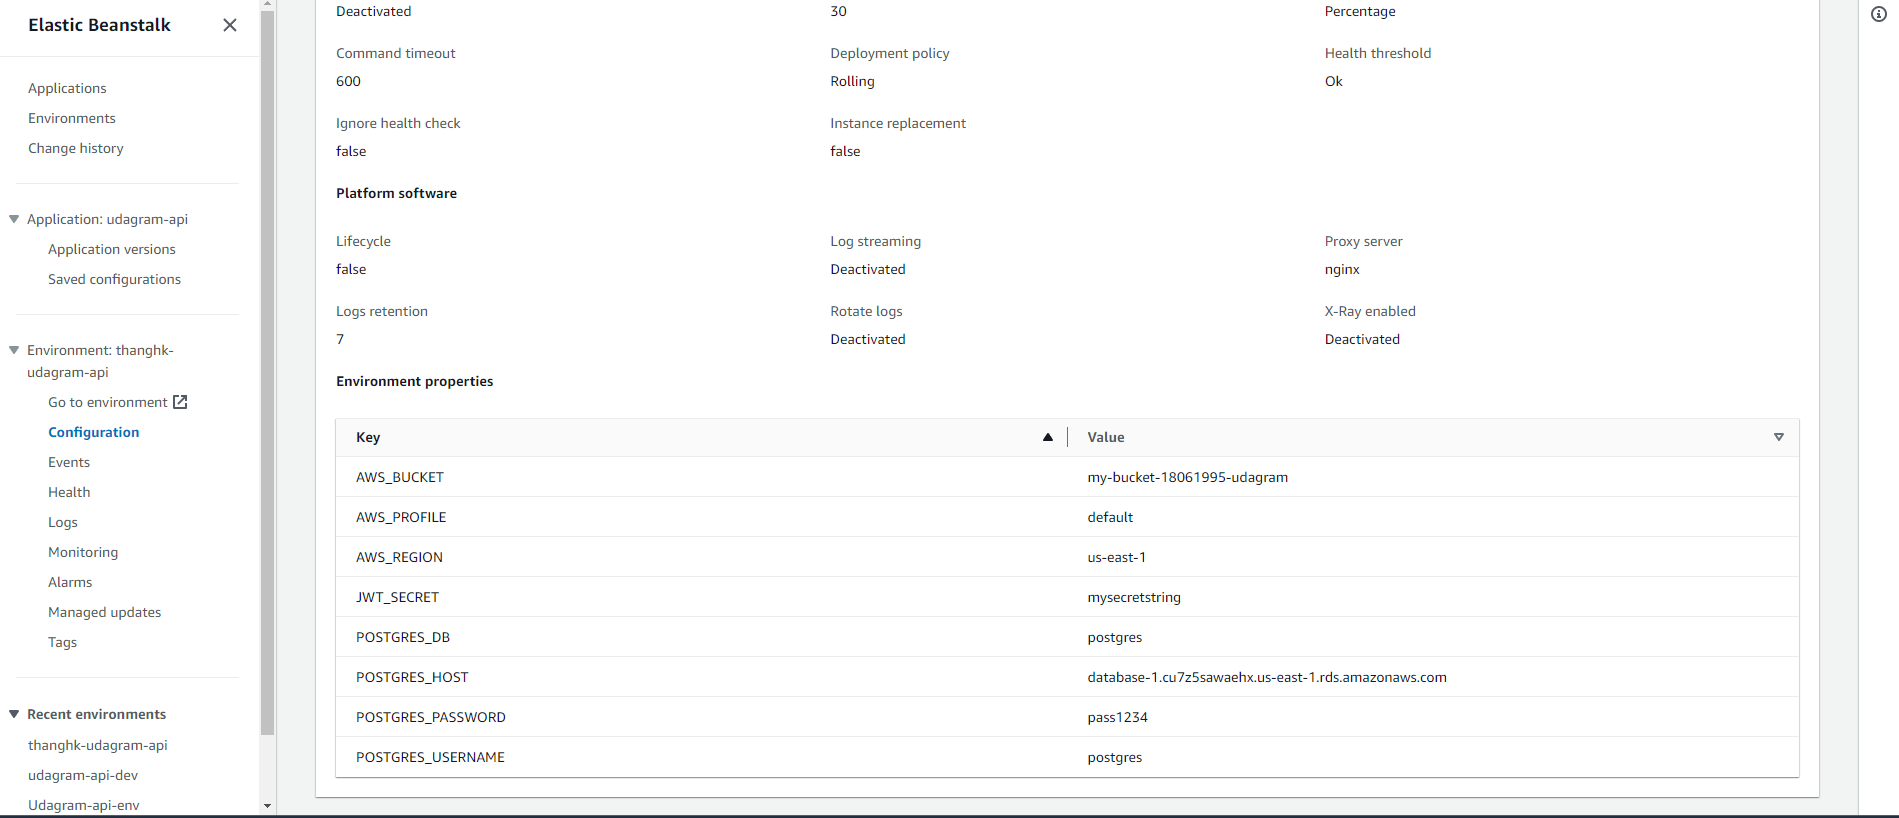 Elastic Beanstalk
Applications
Environments
Change history
Application: udagram-api
Application versions
Saved configurations
Environment: thanghk-
udagram-api
Go to environment
Configuration
Events
Health
Logs
Monitoring
Alarms
Managed updates
Tags
Recent environments
thanghk-udagram-api
udagram-api-dev
Udagram-api-env
Deactivated 30 Percentage
Command timeout Deployment policy Health threshold
600 Rolling Ok
Ignore health check Instance replacement
false false
Platform software
Lifecycle Log streaming Proxy server
false Deactivated nginx
Logs retention Rotate logs X-Ray enabled
7 Deactivated Deactivated
Environment properties
Key Value
AWS_BUCKET my-bucket-18061995-udagram
AWS_PROFILE default
AWS_REGION us-east-1
JWT_SECRET mysecretstring
POSTGRES_DB postgres
POSTGRES_HOST database-1.cu7z5sawaehx.us-east-1.rds.amazonaws.com
POSTGRES_PASSWORD pass1234
POSTGRES_USERNAME postgres